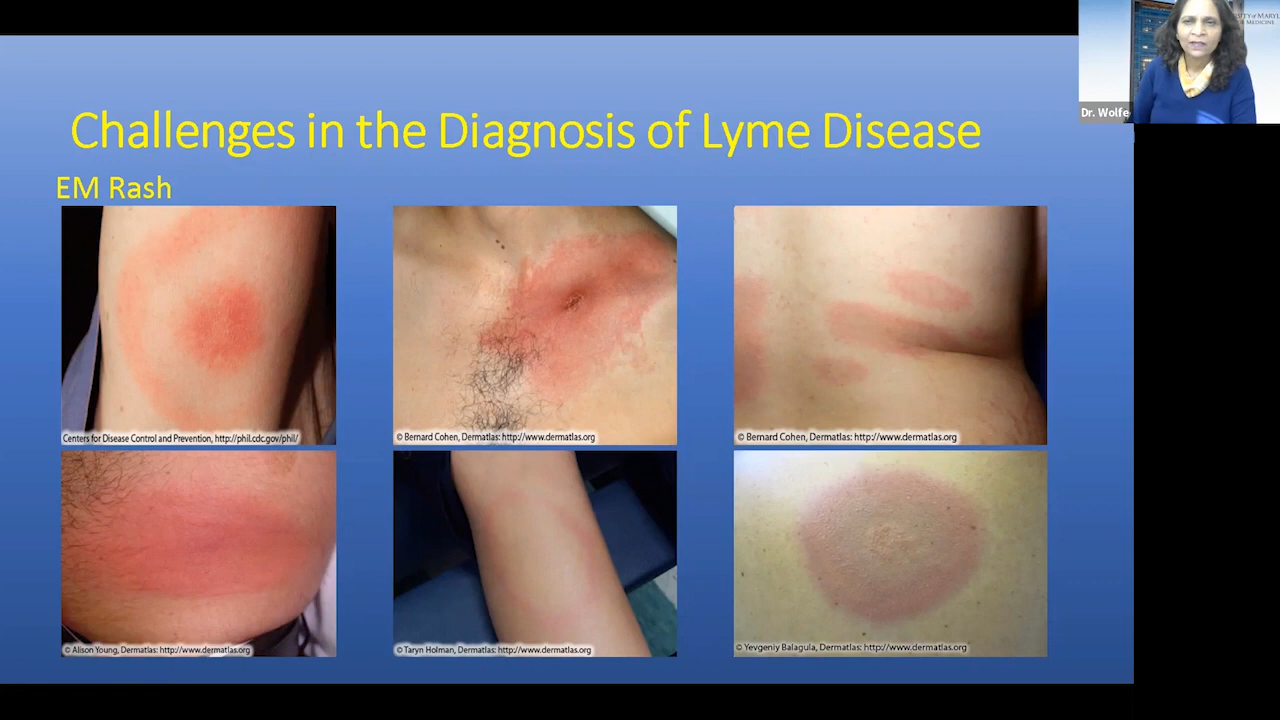 Challenges in the Diagnosis of Lyme Disease
EM Rash
Centers for Disease Control and Prevention, http://phil.cdc.gov/phil/
© Bernard Cohen, Dermatlas: http://www.dermatlas.org
© Bernard Cohen, Dermatlas: http://www.dermatlas.org
© Alison Young, Dermatlas: http://www.dermatlas.org
© Taryn Holman, Dermatlas: http://www.dermatlas.org
© Yevgeniy Balagula, Dermatlas: http://www.dermatlas.org
Dr. Wolfe